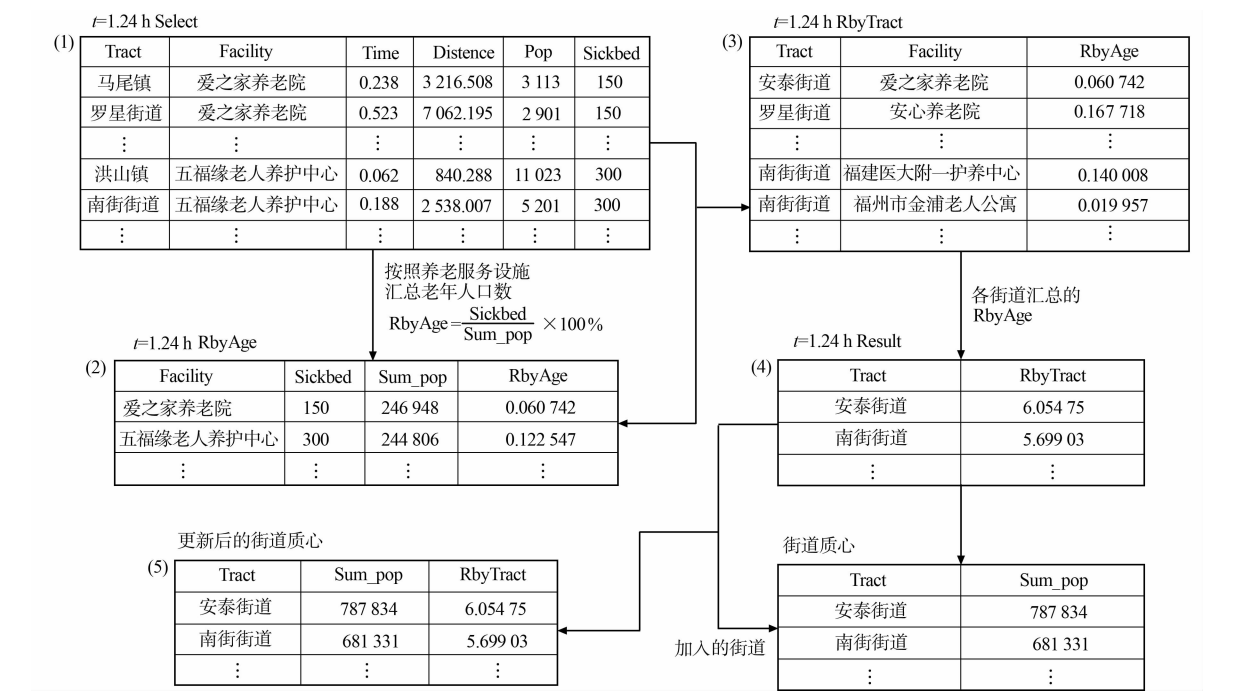 t=1.24 h Select
(1)
Tract Facility Time Distence Pop Sickbed
马尾镇 爱之家养老院 0.238 3 216.508 3 113 150
罗星街道 爱之家养老院 0.523 7 062.195 2 901 150
⋮ ⋮ ⋮ ⋮ ⋮ ⋮
洪山镇 五福缘老人养护中心 0.062 840.288 11 023 300
南街街道 五福缘老人养护中心 0.188 2 538.007 5 201 300
⋮ ⋮ ⋮ ⋮ ⋮ ⋮
t=1.24 h RbyTract
(3)
Tract Facility RbyAge
安泰街道 爱之家养老院 0.060 742
罗星街道 安心养老院 0.167 718
⋮ ⋮ ⋮
南街街道 福建医大附一护养中心 0.140 008
南街街道 福州市金浦老人公寓 0.019 957
⋮ ⋮ ⋮
按照养老服务设施
汇总老年人口数
RbyAge=Sickbed/Sum_pop ×100%
各街道汇总的
RbyAge
t=1.24 h RbyAge
(2)
Facility Sickbed Sum_pop RbyAge
爱之家养老院 150 246 948 0.060 742
五福缘老人养护中心 300 244 806 0.122 547
⋮ ⋮ ⋮ ⋮
t=1.24 h Result
(4)
Tract RbyTract
安泰街道 6.054 75
南街街道 5.699 03
⋮ ⋮
更新后的街道质心
(5)
Tract Sum_pop RbyTract
安泰街道 787 834 6.054 75
南街街道 681 331 5.699 03
⋮ ⋮ ⋮
加入的街道
街道质心
Tract Sum_pop
安泰街道 787 834
南街街道 681 331
⋮ ⋮